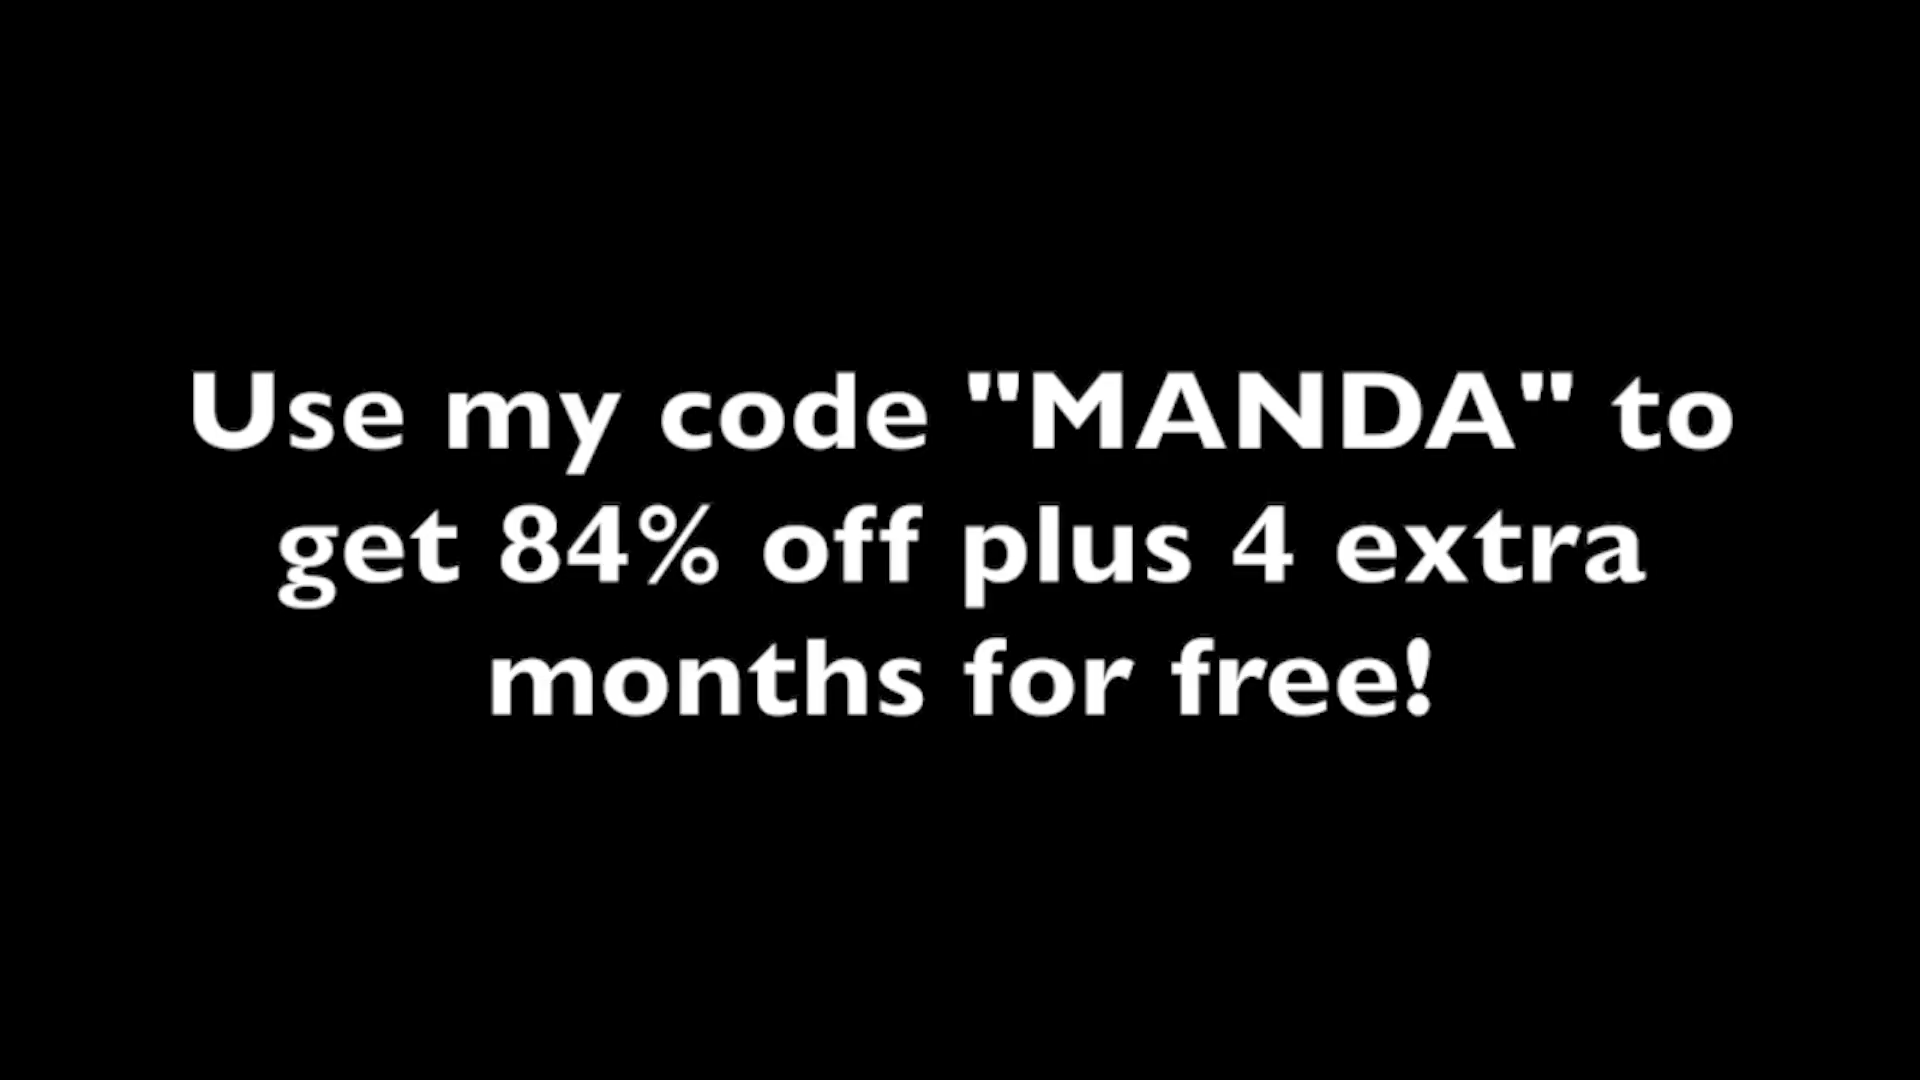 Use my code "MANDA" to
get 84% off plus 4 extra
months for free!